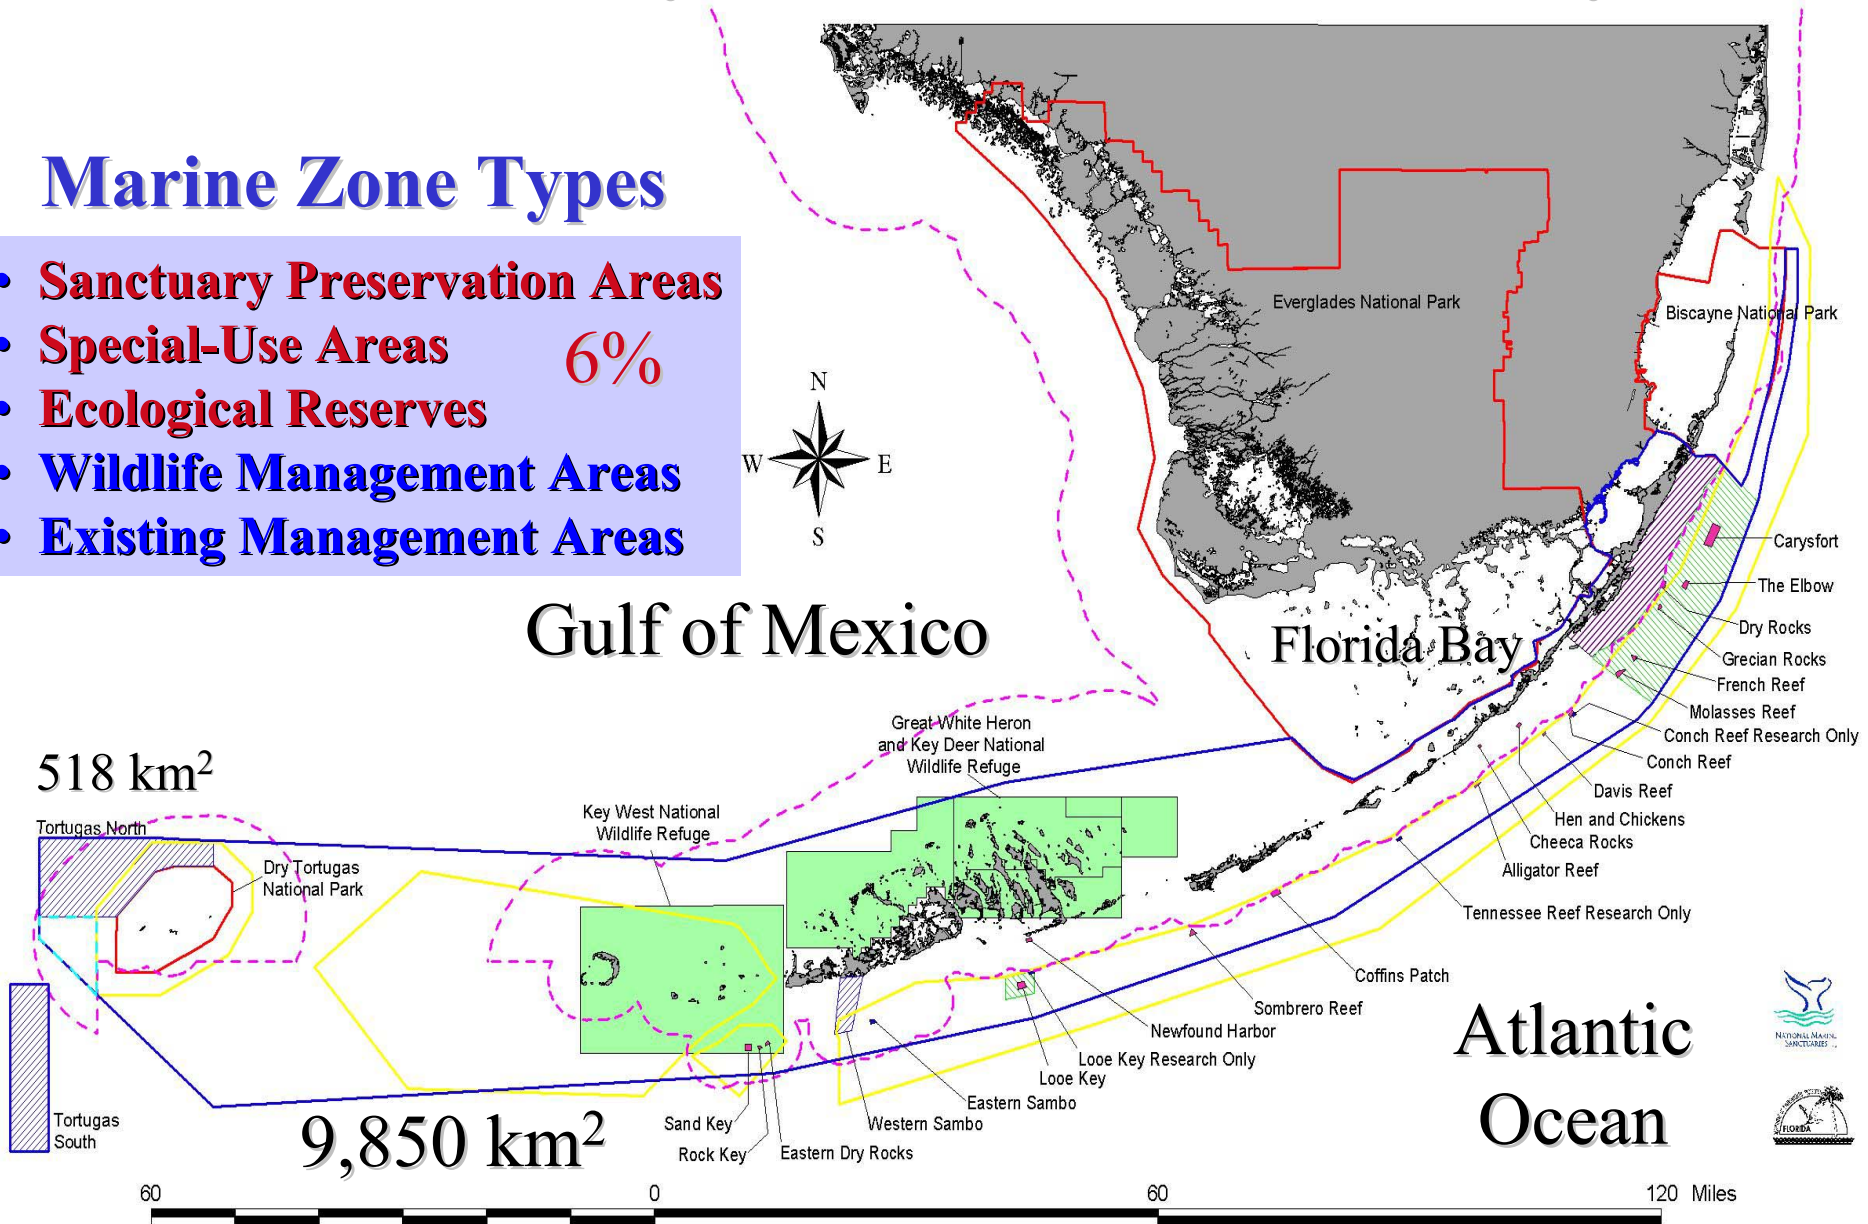 Marine Zone Types
• Sanctuary Preservation Areas
• Special-Use Areas
6%
• Ecological Reserves
• Wildlife Management Areas
• Existing Management Areas
N
W
E
S
Everglades National Park
Biscayne National Park
Gulf of Mexico
Florida Bay
Carysfort
The Elbow
Dry Rocks
Grecian Rocks
French Reef
Molasses Reef
Conch Reef Research Only
Conch Reef
Davis Reef
Hen and Chickens
Cheeca Rocks
Alligator Reef
Tennessee Reef Research Only
Coffins Patch
Sombrero Reef
Newfound Harbor
Looe Key Research Only
Looe Key
Eastern Sambo
Western Sambo
Great White Heron
and Key Deer National
Wildlife Refuge
Key West National
Wildlife Refuge
518 km²
Tortugas North
Dry Tortugas
National Park
Tortugas
South
9,850 km²
Sand Key
Rock Key
Eastern Dry Rocks
Atlantic
Ocean
NATIONAL MARINE
SANCTUARIES
FLORIDA
60
0
60
120 Miles